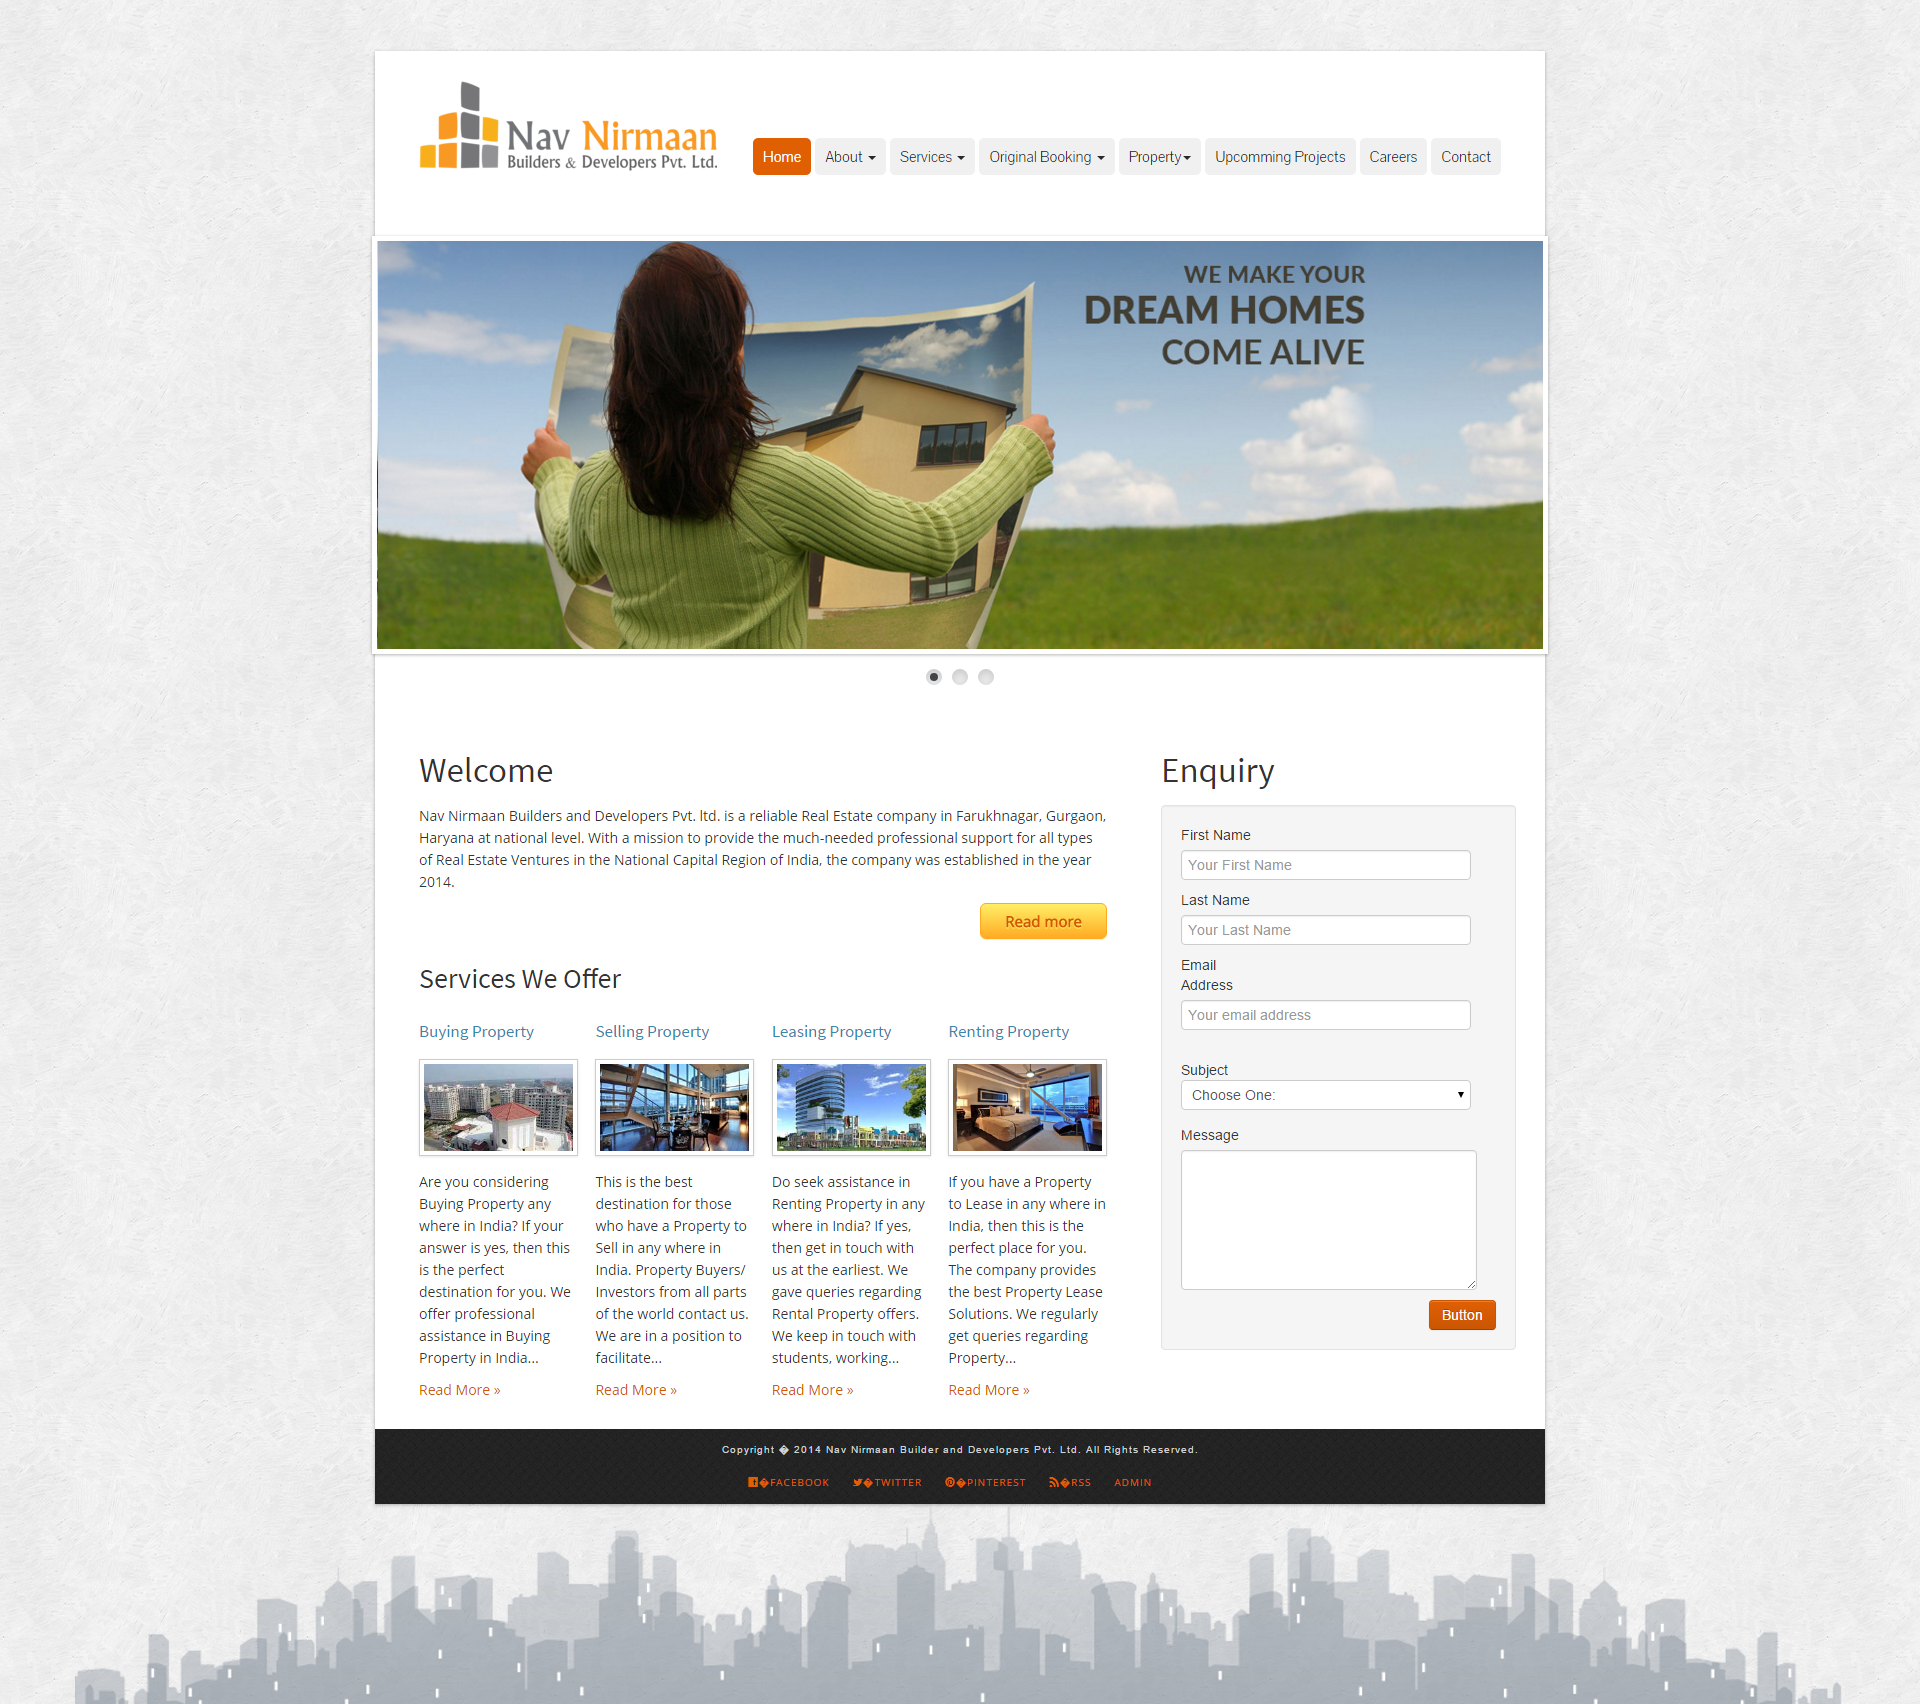 Nav Nirmaan
Builders & Developers Pvt. Ltd.
Home About Services Original Booking Property Upcomming Projects Careers Contact
WE MAKE YOUR
DREAM HOMES
COME ALIVE
Welcome
Nav Nirmaan Builders and Developers Pvt. ltd. is a reliable Real Estate company in Farukhnagar, Gurgaon,
Haryana at national level. With a mission to provide the much-needed professional support for all types
of Real Estate Ventures in the National Capital Region of India, the company was established in the year
2014.
Read more
Services We Offer
Buying Property
Are you considering
Buying Property any
where in India? If your
answer is yes, then this
is the perfect
destination for you. We
offer professional
assistance in Buying
Property in India...
Read More »
Selling Property
This is the best
destination for those
who have a Property to
Sell in any where in
India. Property Buyers/
Investors from all parts
of the world contact us.
We are in a position to
facilitate...
Read More »
Leasing Property
Do seek assistance in
Renting Property in any
where in India? If yes,
then get in touch with
us at the earliest. We
gave queries regarding
Rental Property offers.
We keep in touch with
students, working...
Read More »
Renting Property
If you have a Property
to Lease in any where in
India, then this is the
perfect place for you.
The company provides
the best Property Lease
Solutions. We regularly
get queries regarding
Property...
Read More »
Enquiry
First Name
Your First Name
Last Name
Your Last Name
Email
Address
Your email address
Subject
Choose One:
Message
Button
Copyright � 2014 Nav Nirmaan Builder and Developers Pvt. Ltd. All Rights Reserved.
�FACEBOOK �TWITTER �PINTEREST �RSS ADMIN